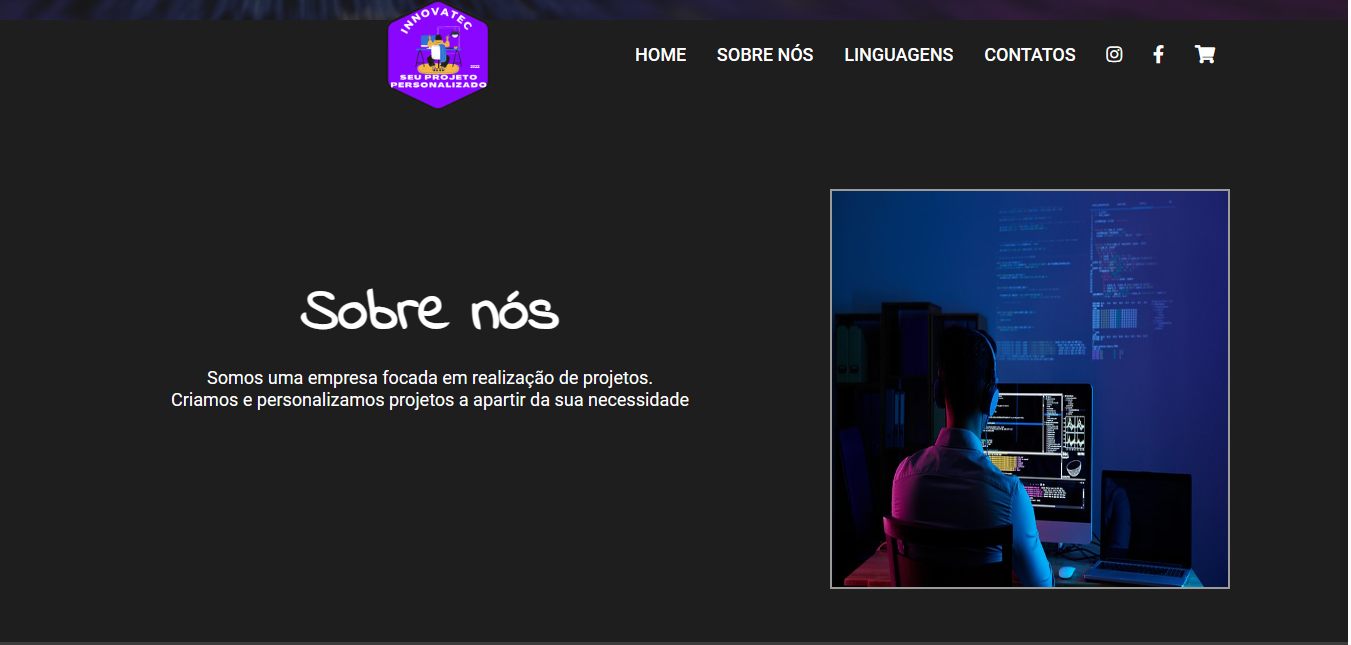 INNOVATEC
2022
SEU PROJETO
PERSONALIZADO
HOME SOBRE NÓS LINGUAGENS CONTATOS
Sobre nós
Somos uma empresa focada em realização de projetos.
Criamos e personalizamos projetos a apartir da sua necessidade